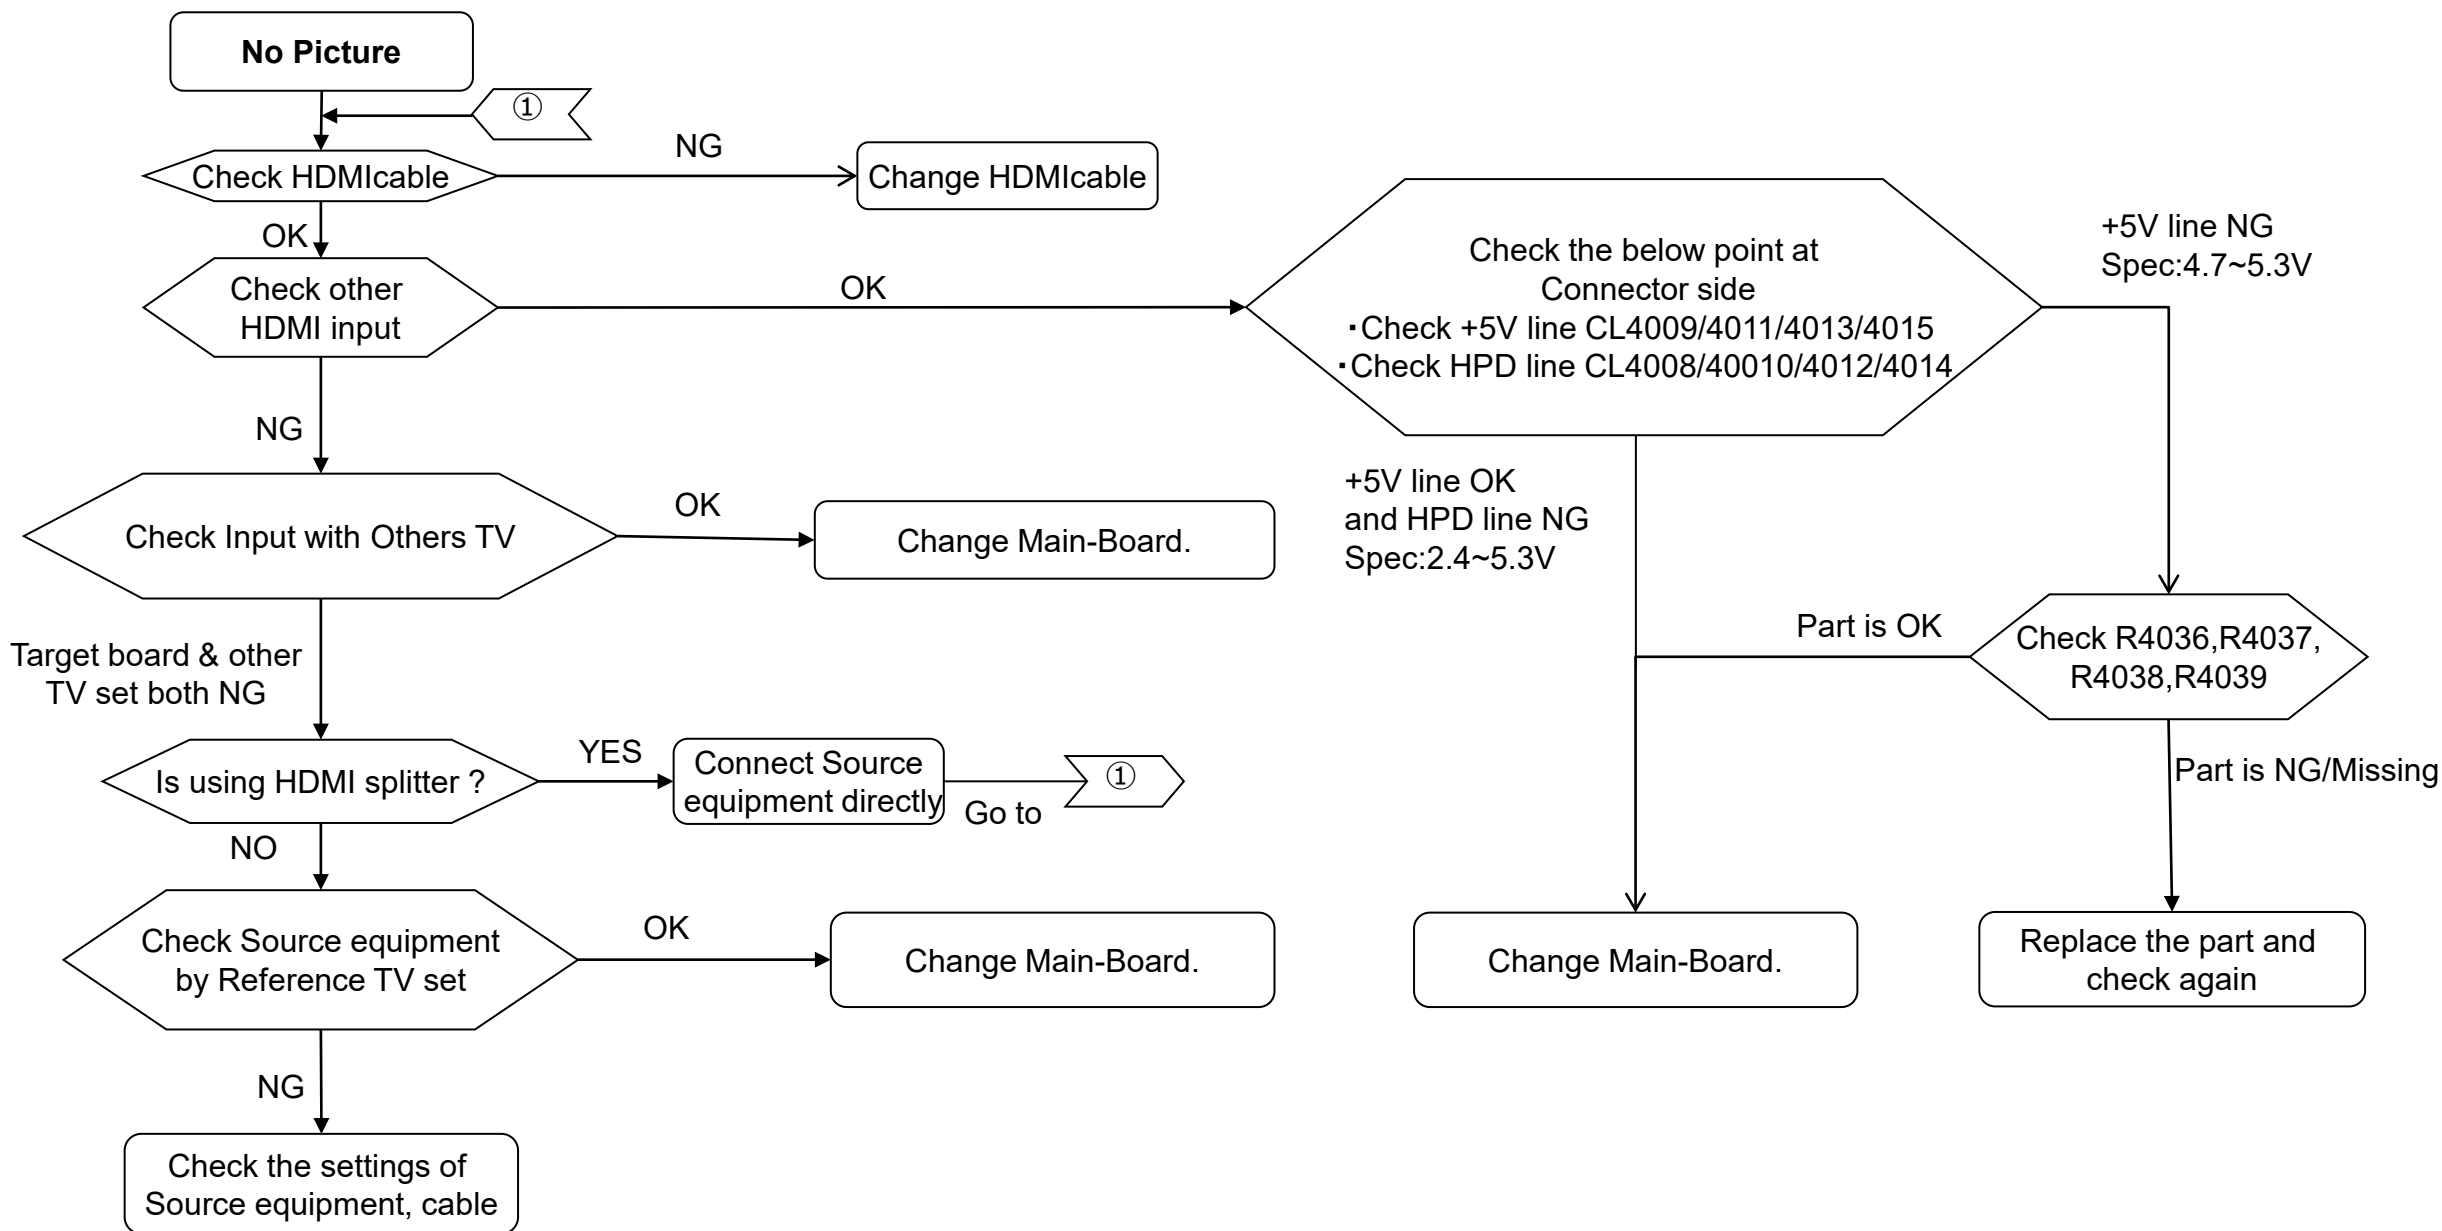 No Picture
①
NG
Check HDMIcable
Change HDMIcable
OK
Check other
HDMI input
OK
Check the below point at
Connector side
・Check +5V line CL4009/4011/4013/4015
・Check HPD line CL4008/40010/4012/4014
+5V line NG
Spec:4.7~5.3V
NG
+5V line OK
and HPD line NG
Spec:2.4~5.3V
Check Input with Others TV
OK
Change Main-Board.
Part is OK
Check R4036,R4037,
R4038,R4039
Target board & other
TV set both NG
Part is NG/Missing
Is using HDMI splitter ?
YES
Connect Source
equipment directly
Go to
①
NO
Check Source equipment
by Reference TV set
OK
Change Main-Board.
Change Main-Board.
Replace the part and
check again
NG
Check the settings of
Source equipment, cable